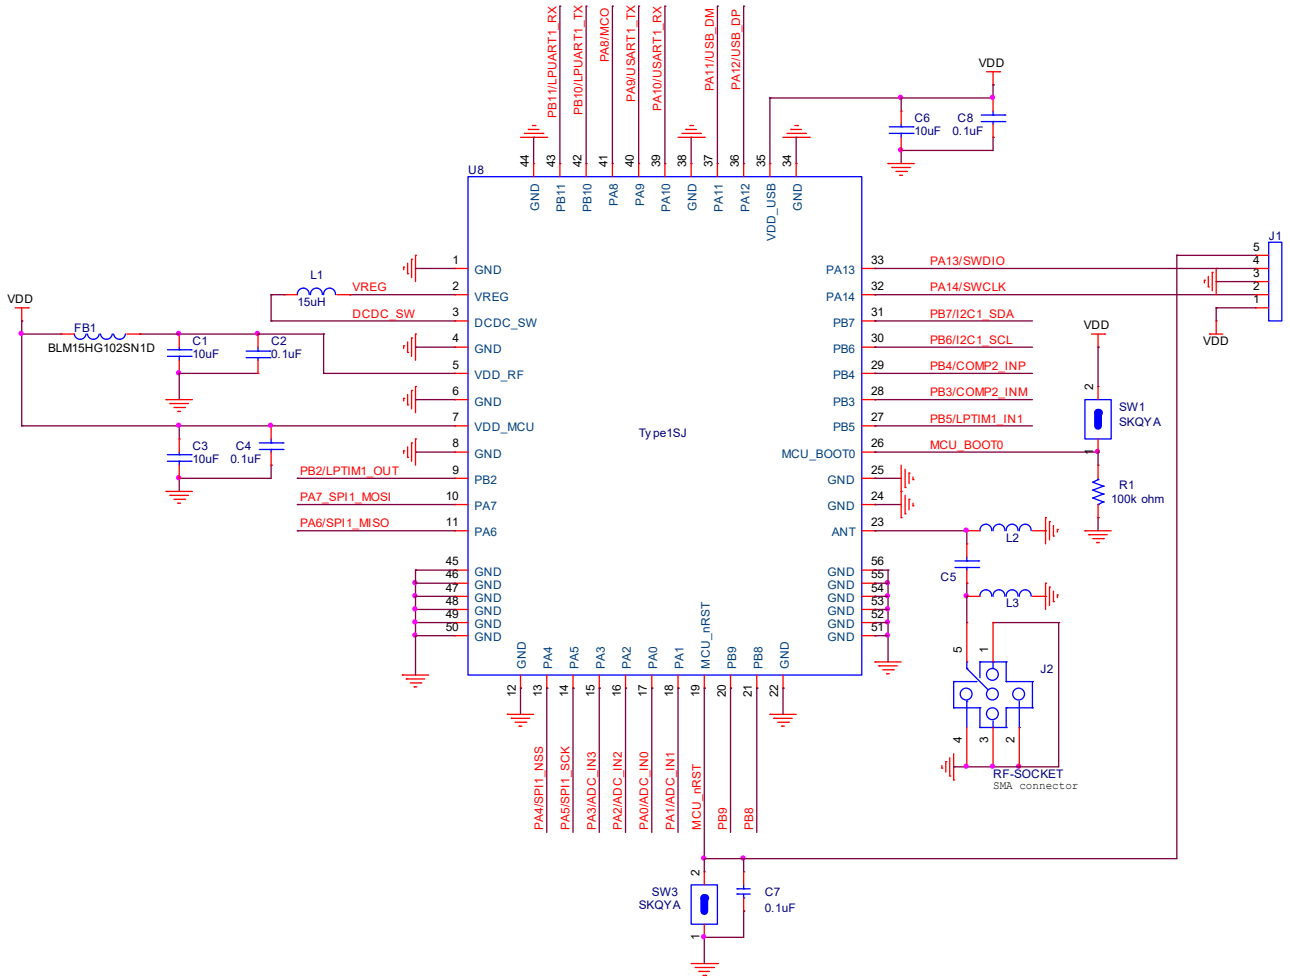 PB11/LPUART1_RX
PB10/LPUART1_TX
PA8/MCO
PA9/USART1_TX
PA10/USART1_RX
PA11/USB_DM
PA12/USB_DP
VDD
C6
10uF
C8
0.1uF
44
43
42
41
40
39
38
37
36
35
34
U8
GND
PB11
PB10
PA8
PA9
PA10
GND
PA11
PA12
VDD_USB
GND
J1
5
4
3
2
1
VDD
1
GND
33
PA13
PA13/SWDIO
L1
15uH
VREG
2
VREG
32
PA14
PA14/SWCLK
DCDC_SW
3
DCDC_SW
31
PB7
PB7/I2C1_SDA
VDD
FB1
BLM15HG102SN1D
C1
10uF
C2
0.1uF
4
GND
30
PB6
PB6/I2C1_SCL
5
VDD_RF
29
PB4
PB4/COMP2_INP
6
GND
28
PB3
PB3/COMP2_INM
7
VDD_MCU
27
PB5
PB5/LPTIM1_IN1
Type1SJ
VDD
2
SW1
SKQYA
1
C3
10uF
C4
0.1uF
8
GND
26
MCU_BOOT0
MCU_BOOT0
PB2/LPTIM1_OUT
9
PB2
25
GND
R1
100k ohm
PA7_SPI1_MOSI
10
PA7
24
GND
PA6/SPI1_MISO
11
PA6
23
ANT
L2
C5
L3
45
GND
46
GND
47
GND
48
GND
49
GND
50
GND
56
GND
55
GND
54
GND
53
GND
52
GND
51
GND
GND
PA4
PA5
PA3
PA2
PA0
PA1
MCU_nRST
PB9
PB8
GND
12
13
14
15
16
17
18
19
20
21
22
5
1
J2
4
3
2
RF-SOCKET
SMA connector
PA4/SPI1_NSS
PA5/SPI1_SCK
PA3/ADC_IN3
PA2/ADC_IN2
PA0/ADC_IN0
PA1/ADC_IN1
MCU_nRST
PB9
PB8
2
SW3
SKQYA
1
C7
0.1uF